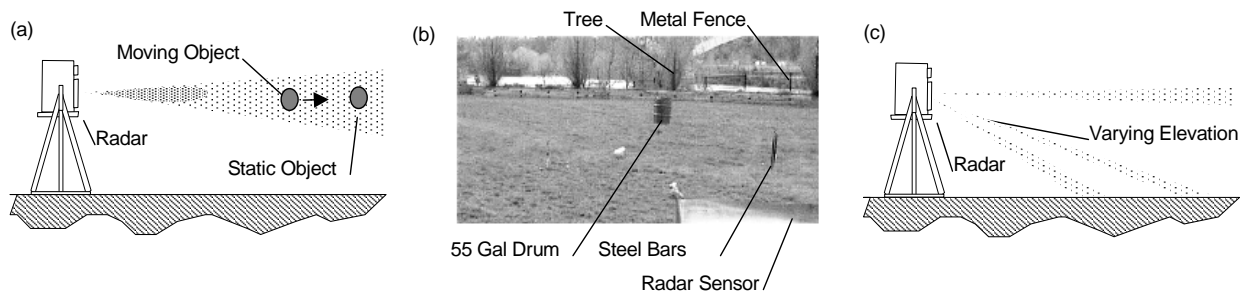 (a)
Moving Object
Radar
Static Object
(b)
Tree
Metal Fence
55 Gal Drum
Steel Bars
Radar Sensor
(c)
Varying Elevation
Radar